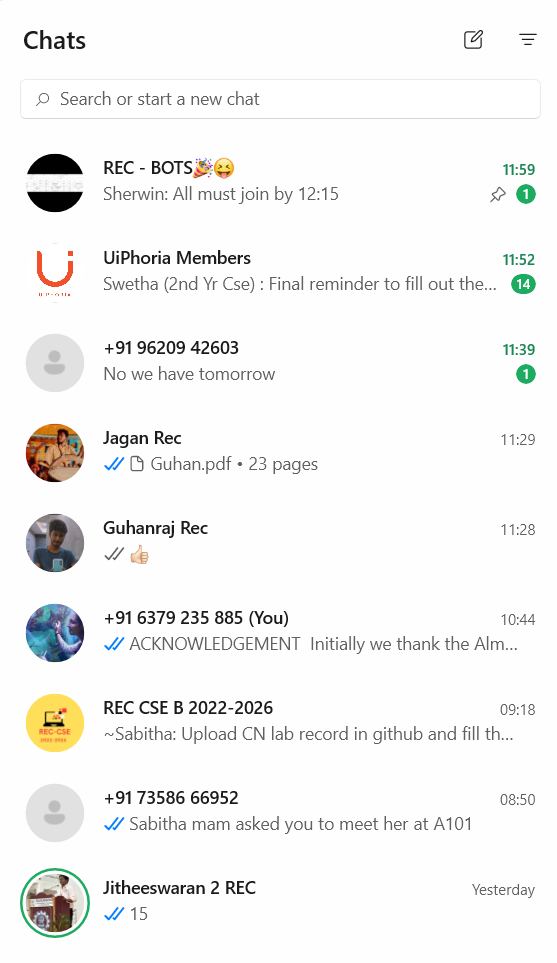 Chats
Search or start a new chat
REC - BOTS🎉😝 11:59
Sherwin: All must join by 12:15 1
UiPhoria Members 11:52
Swetha (2nd Yr Cse) : Final reminder to fill out the... 14
UIPHORIA
+91 96209 42603 11:39
No we have tomorrow 1
Jagan Rec 11:29
Guhan.pdf • 23 pages
Guhanraj Rec 11:28
👍🏻
+91 6379 235 885 (You) 10:44
ACKNOWLEDGEMENT Initially we thank the Alm...
REC CSE B 2022-2026 09:18
~Sabitha: Upload CN lab record in github and fill th...
REC-CSE
2022-2026
+91 73586 66952 08:50
Sabitha mam asked you to meet her at A101
Jitheeswaran 2 REC Yesterday
15